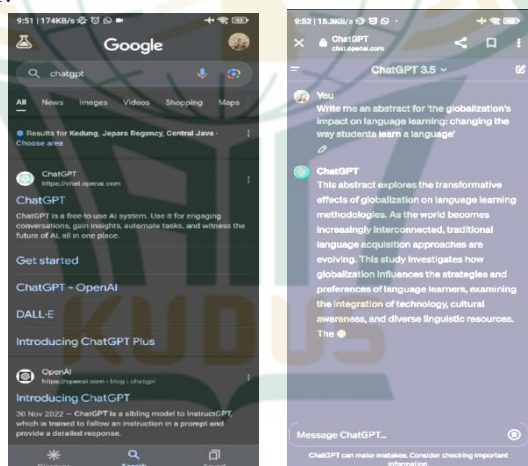 9:51 | 174KB/s
Google
chatgpt
All News Images Videos Shopping Maps
Results for Kedung, Jepara Regency, Central Java ·
Choose area
ChatGPT
https://chat.openai.com
ChatGPT
ChatGPT is a free-to-use AI system. Use it for engaging
conversations, gain insights, automate tasks, and witness the
future of AI, all in one place.
Get started
ChatGPT - OpenAI
DALL·E
Introducing ChatGPT Plus
OpenAI
https://openai.com › blog › chatgpt
Introducing ChatGPT
30 Nov 2022 — ChatGPT is a sibling model to InstructGPT,
which is trained to follow an instruction in a prompt and
provide a detailed response.
Search
9:52 | 15.3KB/s
ChatGPT
chat.openai.com
ChatGPT 3.5
You
Write me an abstract for 'the globalization's
impact on language learning: changing the
way students learn a language'
ChatGPT
This abstract explores the transformative
effects of globalization on language learning
methodologies. As the world becomes
increasingly interconnected, traditional
language acquisition approaches are
evolving. This study investigates how
globalization influences the strategies and
preferences of language learners, examining
the integration of technology, cultural
awareness, and diverse linguistic resources.
The
Message ChatGPT...
ChatGPT can make mistakes. Consider checking important
information.
KUDUS